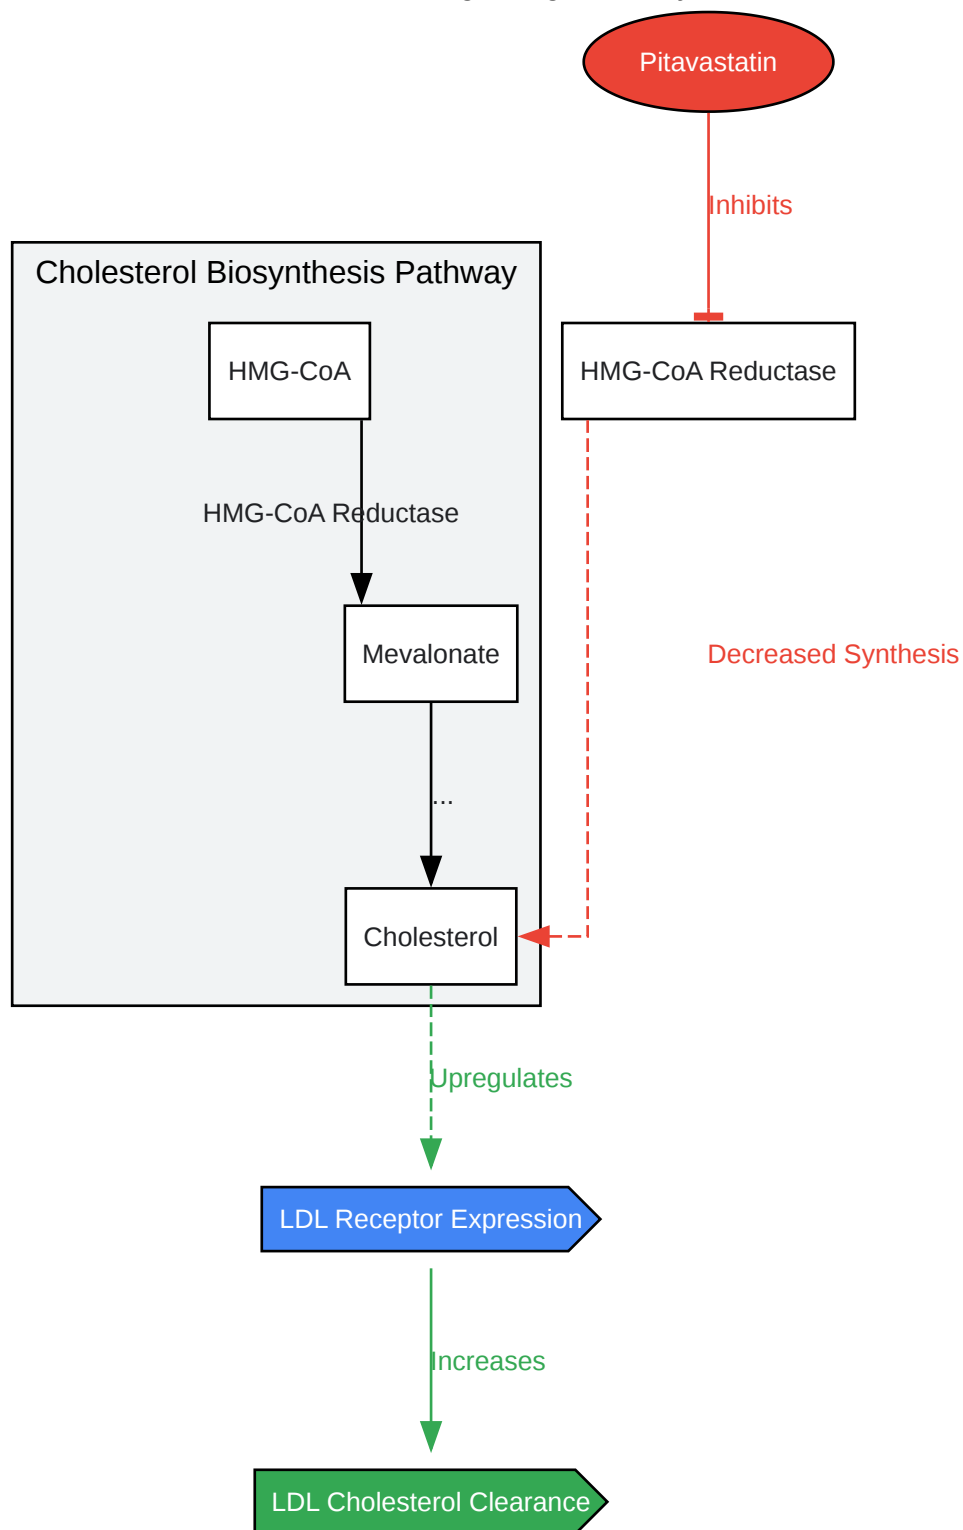 Pitavastatin
Inhibits
Cholesterol Biosynthesis Pathway
HMG-CoA
HMG-CoA Reductase
HMG-CoA Reductase
Mevalonate
Decreased Synthesis
...
Cholesterol
Upregulates
LDL Receptor Expression
Increases
LDL Cholesterol Clearance